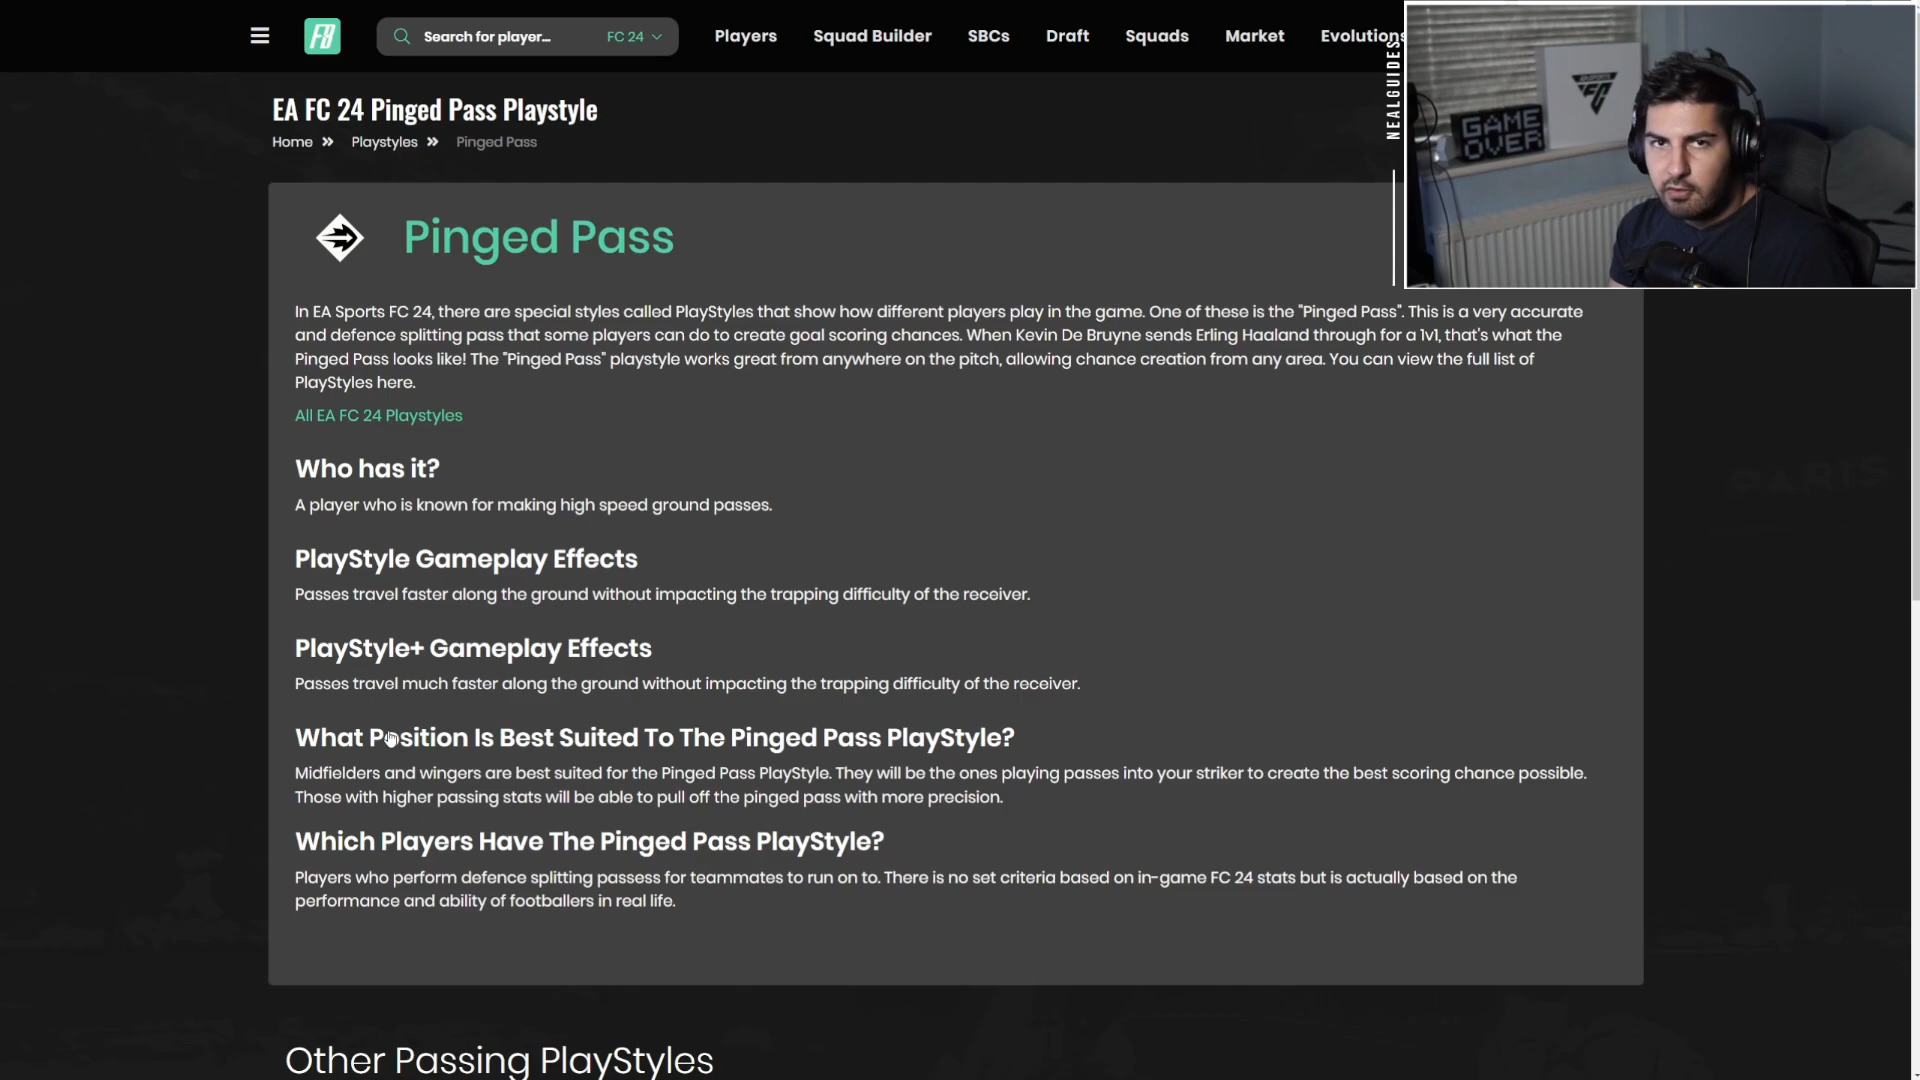 Search for player...
FC 24
Players
Squad Builder
SBCs
Draft
Squads
Market
Evolutions
NEALGUIDES
GAME
OVER
EA FC 24 Pinged Pass Playstyle
Home » Playstyles » Pinged Pass
Pinged Pass
In EA Sports FC 24, there are special styles called PlayStyles that show how different players play in the game. One of these is the "Pinged Pass". This is a very accurate
and defence splitting pass that some players can do to create goal scoring chances. When Kevin De Bruyne sends Erling Haaland through for a 1v1, that's what the
Pinged Pass looks like! The "Pinged Pass" playstyle works great from anywhere on the pitch, allowing chance creation from any area. You can view the full list of
PlayStyles here.
All EA FC 24 Playstyles
Who has it?
A player who is known for making high speed ground passes.
PlayStyle Gameplay Effects
Passes travel faster along the ground without impacting the trapping difficulty of the receiver.
PlayStyle+ Gameplay Effects
Passes travel much faster along the ground without impacting the trapping difficulty of the receiver.
What Position Is Best Suited To The Pinged Pass PlayStyle?
Midfielders and wingers are best suited for the Pinged Pass PlayStyle. They will be the ones playing passes into your striker to create the best scoring chance possible.
Those with higher passing stats will be able to pull off the pinged pass with more precision.
Which Players Have The Pinged Pass PlayStyle?
Players who perform defence splitting passess for teammates to run on to. There is no set criteria based on in-game FC 24 stats but is actually based on the
performance and ability of footballers in real life.
Other Passing PlayStyles